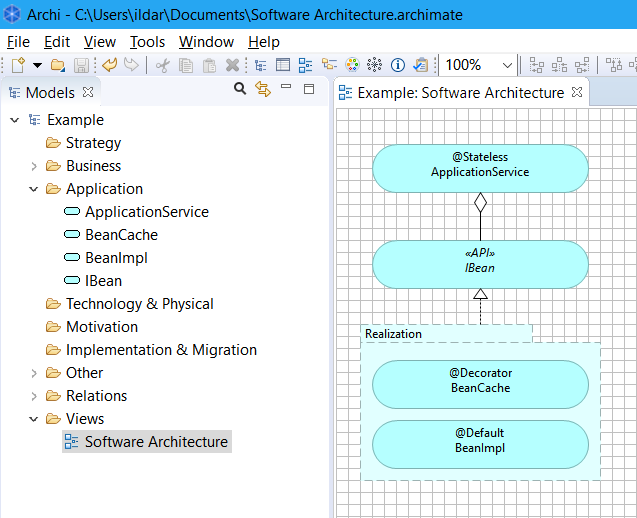 Archi - C:\Users\ildar\Documents\Software Architecture.archimate
File Edit Tools Window Help
100%
Models
Example: Software Architecture
Example
Strategy
Business
Application
ApplicationService
BeanCache
BeanImpl
IBean
Technology & Physical
Motivation
Implementation & Migration
Other
Relations
Views
Software Architecture
@Stateless
ApplicationService
«API»
IBean
Realization
@Decorator
BeanCache
@Default
BeanImpl